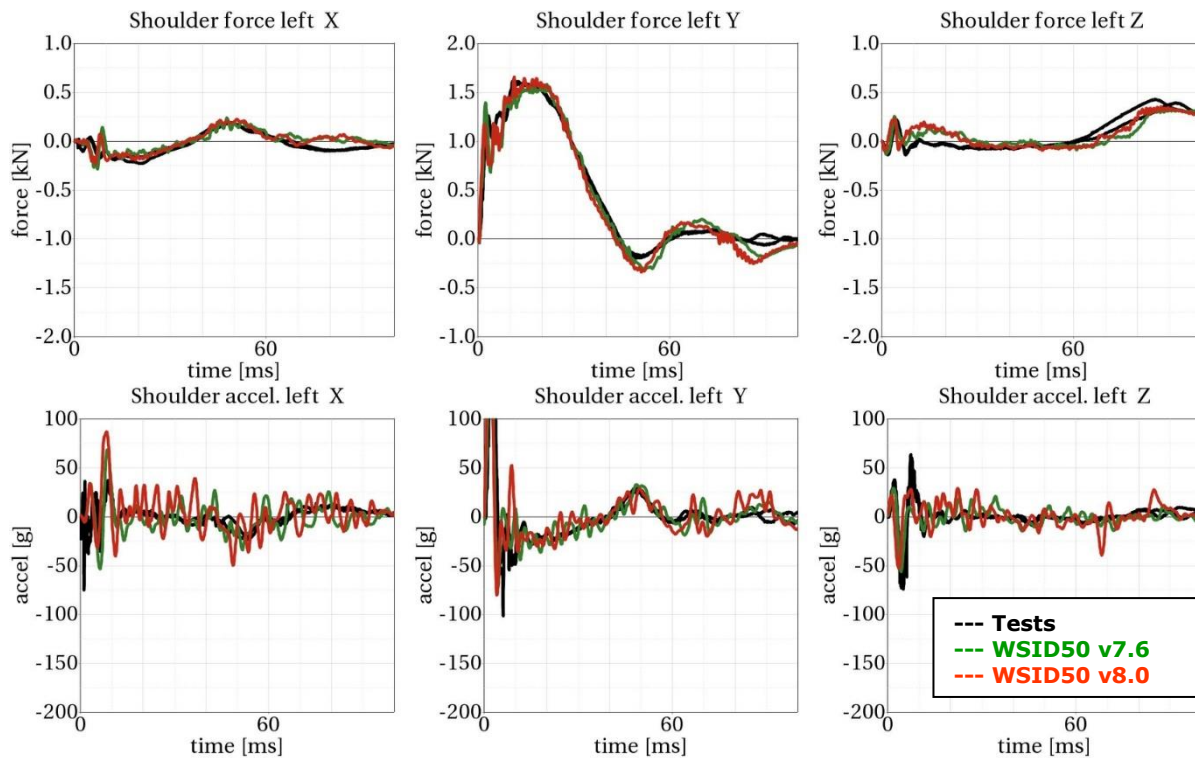 Shoulder force left X
Shoulder force left Y
Shoulder force left Z
force [kN]
1.0
0.5
0.0
-0.5
-1.0
-1.5
-2.0
0
60
time [ms]
force [kN]
2.0
1.5
1.0
0.5
0.0
-0.5
-1.0
0
60
time [ms]
force [kN]
1.0
0.5
0.0
-0.5
-1.0
-1.5
-2.0
0
60
time [ms]
Shoulder accel. left X
Shoulder accel. left Y
Shoulder accel. left Z
accel [g]
100
50
0
-50
-100
-150
-200
0
60
time [ms]
accel [g]
100
50
0
-50
-100
-150
-200
0
60
time [ms]
accel [g]
100
50
0
-50
-100
-150
-200
0
60
time [ms]
--- Tests
--- WSID50 v7.6
--- WSID50 v8.0